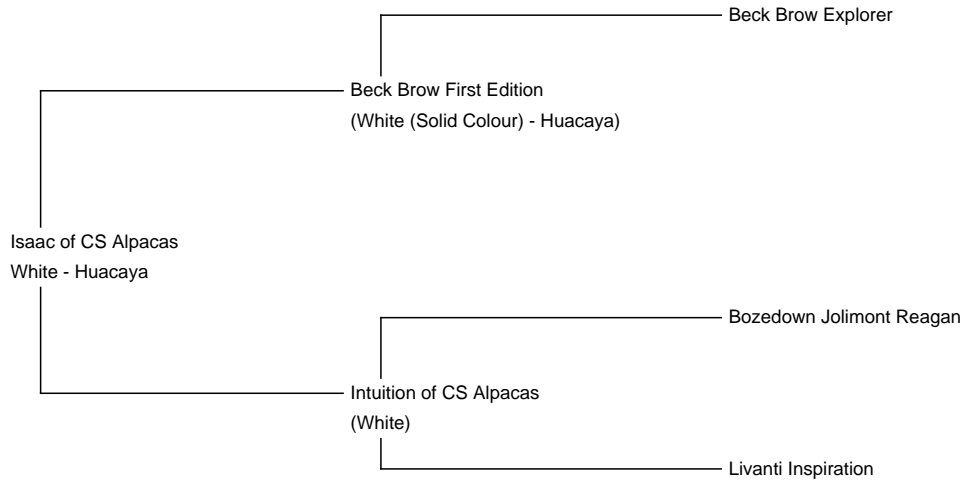 Beck Brow Explorer
Beck Brow First Edition
(White (Solid Colour) - Huacaya)
Isaac of CS Alpacas
White - Huacaya
Bozedown Jolimont Reagan
Intuition of CS Alpacas
(White)
Livanti Inspiration